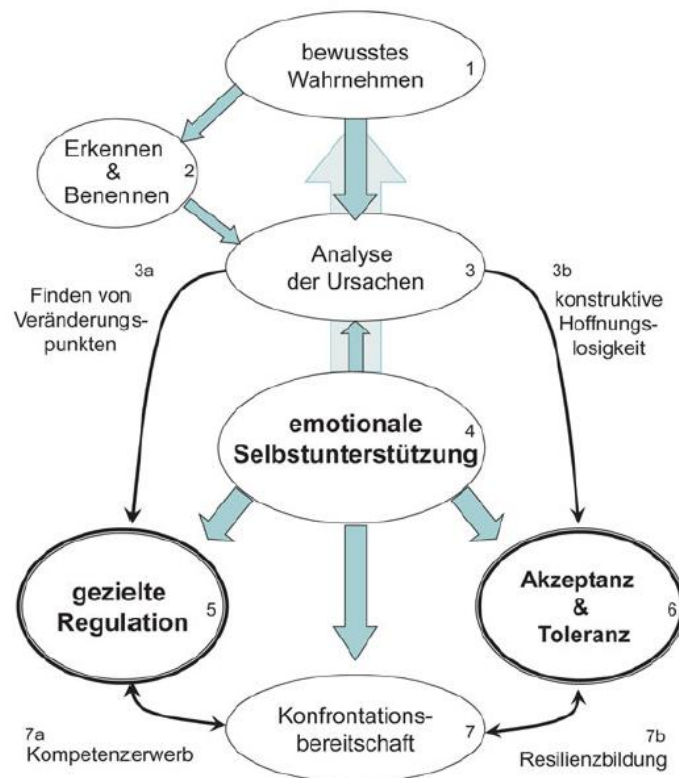 bewusstes
Wahrnehmen
1
Erkennen
&
Benennen
2
Analyse
der Ursachen
3
3a
Finden von
Veränderungs-
punkten
3b
konstruktive
Hoffnungs-
losigkeit
emotionale
Selbstunterstützung
4
gezielte
Regulation
5
Akzeptanz
&
Toleranz
6
Konfrontations-
bereitschaft
7
7a
Kompetenzerwerb
7b
Resilienzbildung